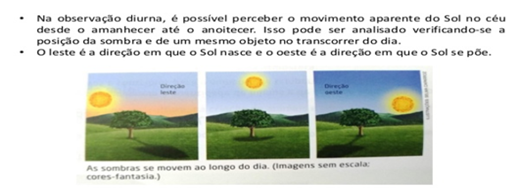 • Na observação diurna, é possível perceber o movimento aparente do Sol no céu
desde o amanhecer até o anoitecer. Isso pode ser analisado verificando-se a
posição da sombra e de um mesmo objeto no transcorrer do dia.
• O leste é a direção em que o Sol nasce e o oeste é a direção em que o Sol se põe.
Direção
leste
Direção
oeste
As sombras se movem ao longo do dia. (Imagens sem escala;
cores-fantasia.)